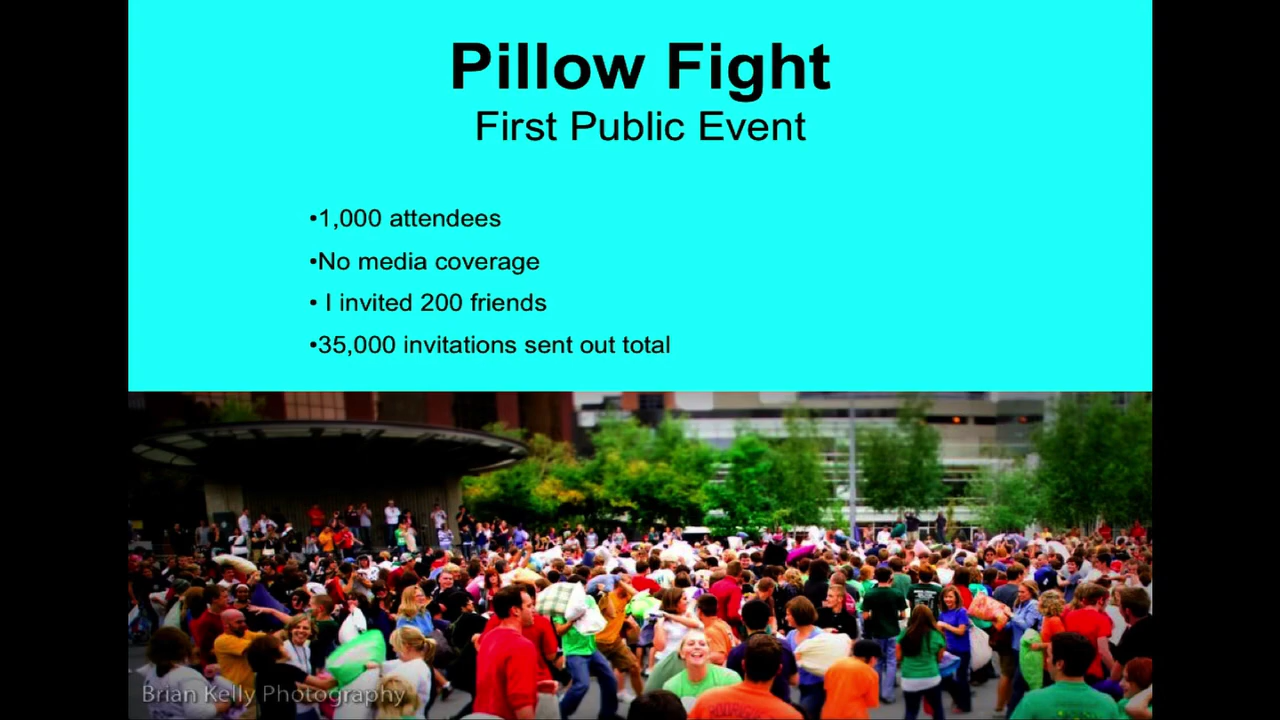 Pillow Fight
First Public Event
•1,000 attendees
•No media coverage
• I invited 200 friends
•35,000 invitations sent out total
Brian Kelly Photography